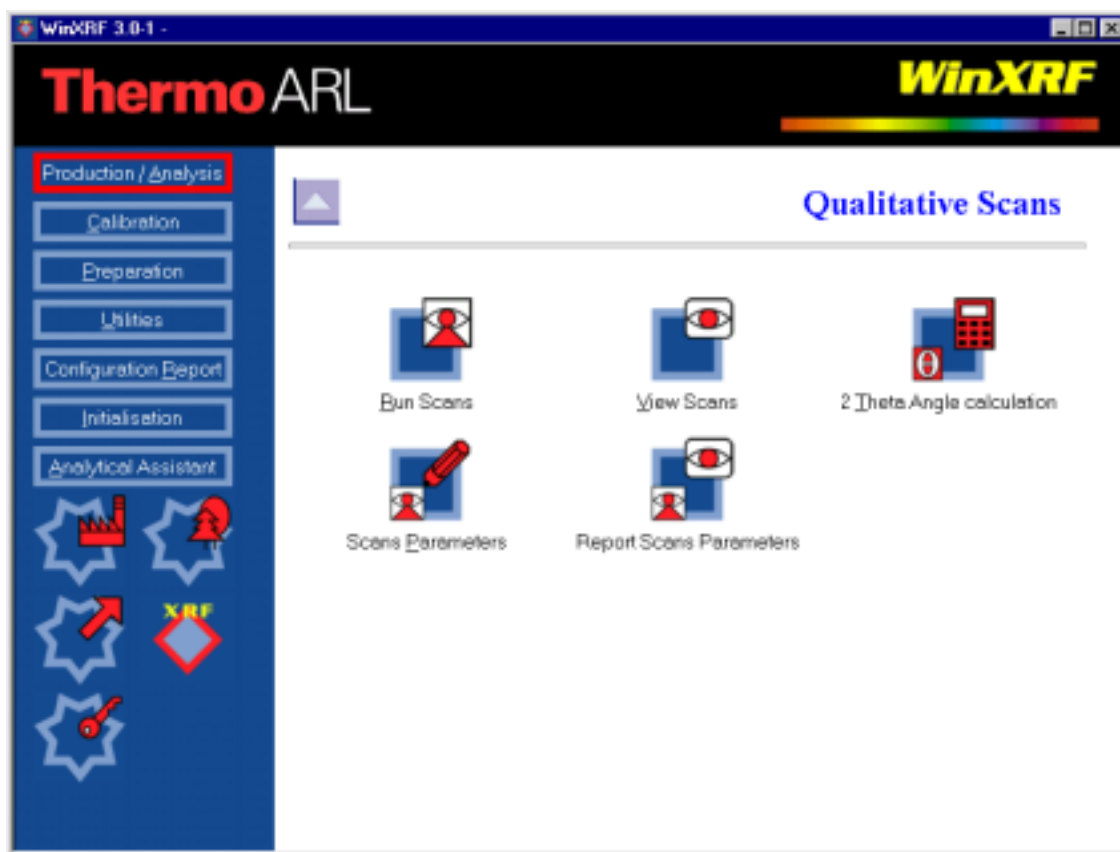 WinXRF 3.0-1 -
Thermo ARL
WinXRF
Production / Analysis
Calibration
Preparation
Utilities
Configuration Report
Initialisation
Analytical Assistant
XRF
Qualitative Scans
Run Scans
View Scans
2 Theta Angle calculation
θ
Scans Parameters
Report Scans Parameters